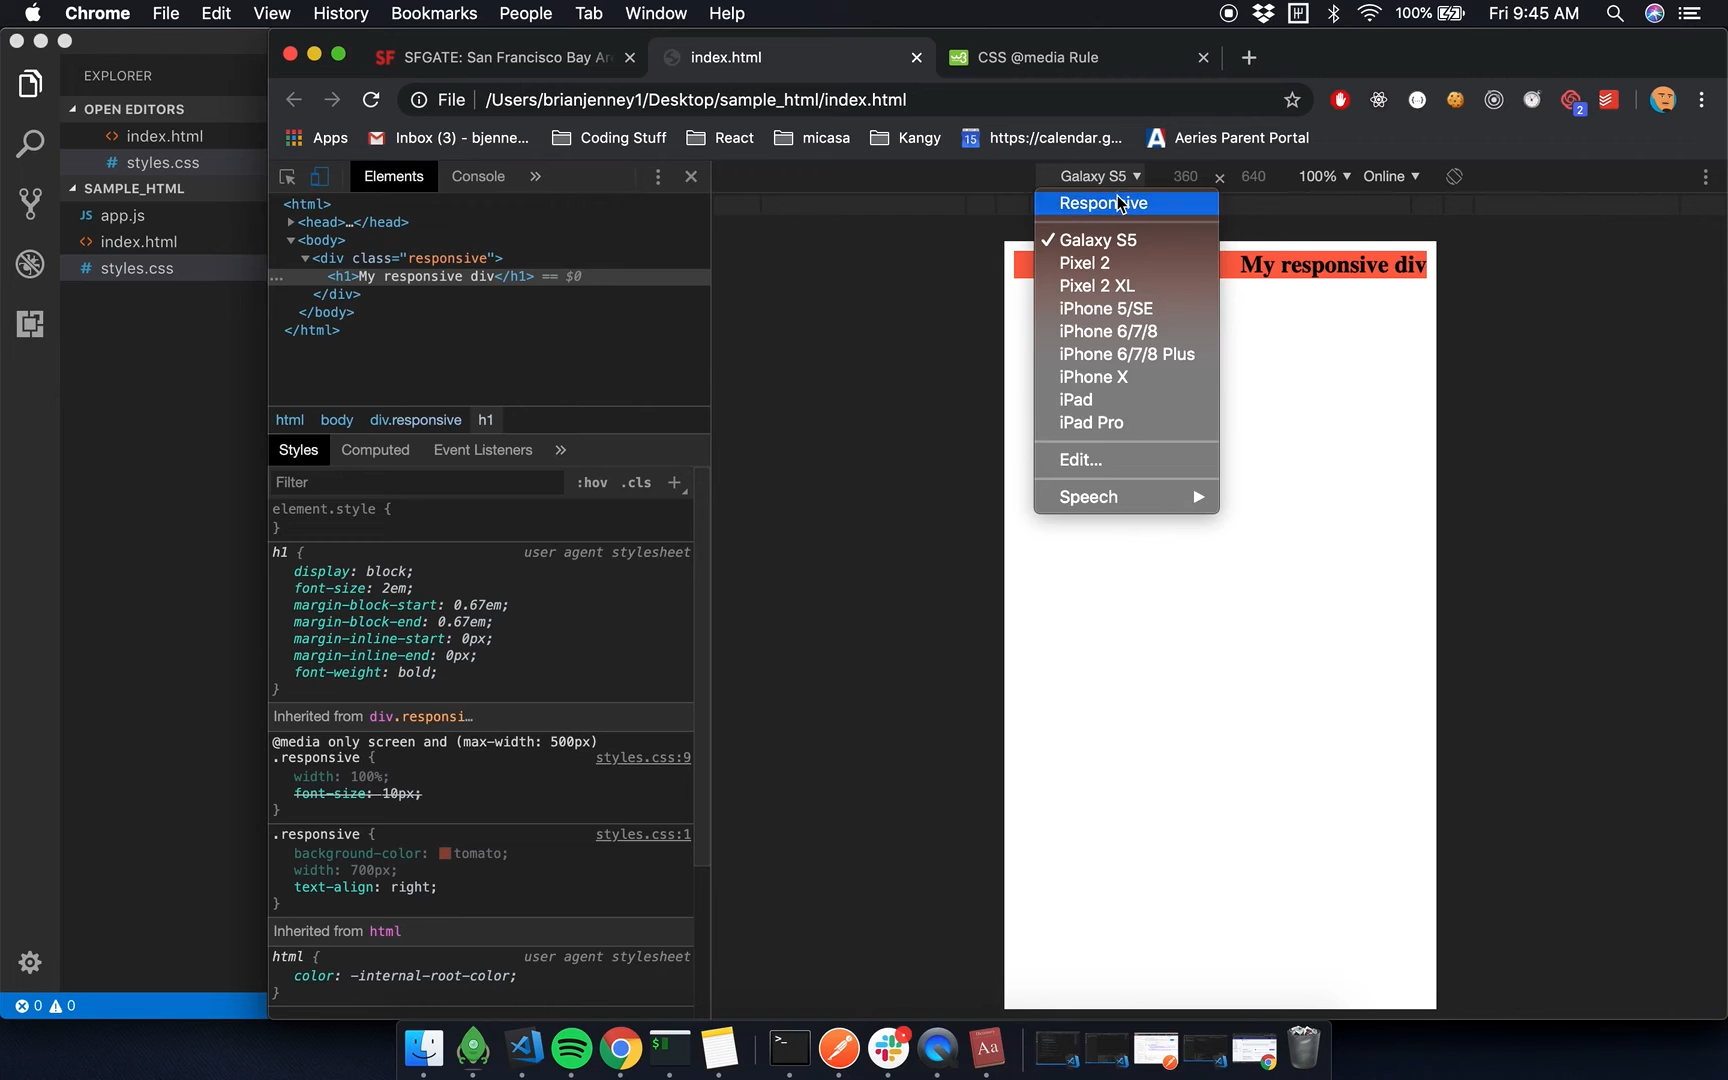 Chrome File Edit View History Bookmarks People Tab Window Help 100% Fri 9:45 AM
SFGATE: San Francisco Bay Are index.html CSS @media Rule
File /Users/brianjenney1/Desktop/sample_html/index.html 2
Apps Inbox (3) - bjenne... Coding Stuff React micasa Kangy 15 https://calendar.g... Aeries Parent Portal
EXPLORER
OPEN EDITORS
<> index.html
# styles.css
SAMPLE_HTML
JS app.js
<> index.html
# styles.css
0 0
Elements Console »
<html>
<head>…</head>
<body>
<div class="responsive">
... <h1>My responsive div</h1> == $0
</div>
</body>
</html>
html body div.responsive h1
Styles Computed Event Listeners »
Filter :hov .cls +
element.style {
}
h1 { user agent stylesheet
display: block;
font-size: 2em;
margin-block-start: 0.67em;
margin-block-end: 0.67em;
margin-inline-start: 0px;
margin-inline-end: 0px;
font-weight: bold;
}
Inherited from div.responsi…
@media only screen and (max-width: 500px)
.responsive { styles.css:9
width: 100%;
font-size: 10px;
}
.responsive { styles.css:1
background-color: tomato;
width: 700px;
text-align: right;
}
Inherited from html
html { user agent stylesheet
color: -internal-root-color;
}
Galaxy S5 ▼ 360 × 640 100% ▼ Online ▼
Responsive
✓ Galaxy S5
Pixel 2
Pixel 2 XL
iPhone 5/SE
iPhone 6/7/8
iPhone 6/7/8 Plus
iPhone X
iPad
iPad Pro
Edit...
Speech ▶
My responsive div
$
>_
Aa